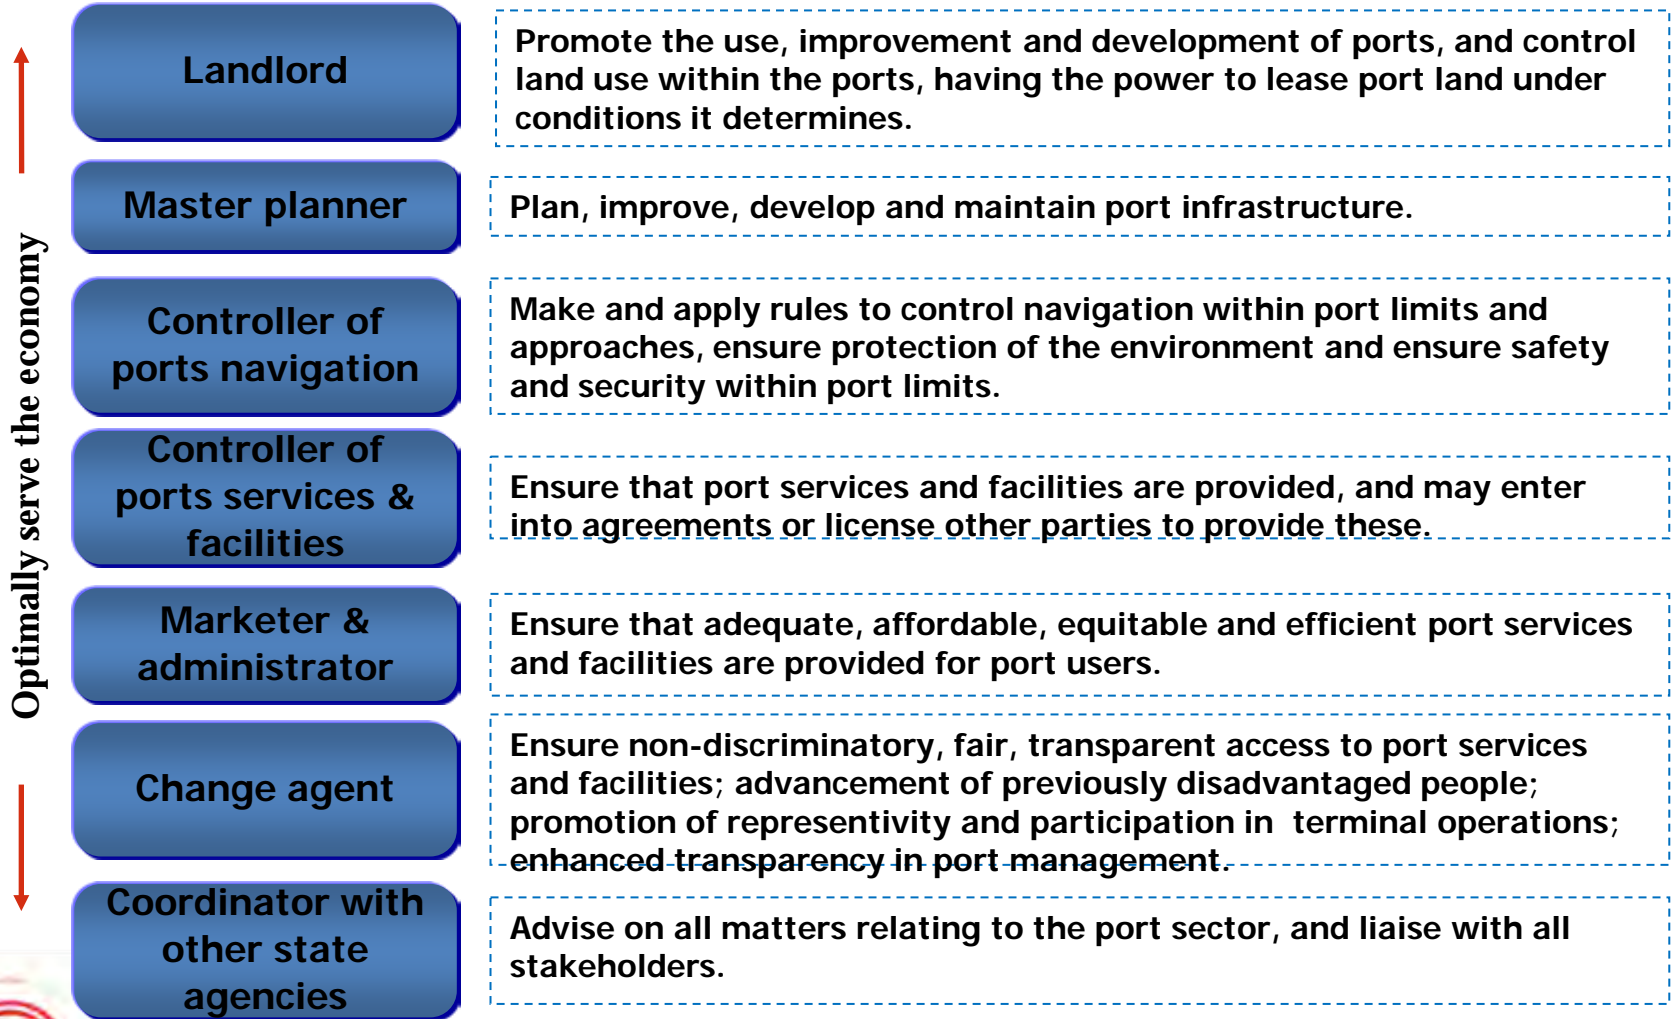 Optimally serve the economy
Landlord
Promote the use, improvement and development of ports, and control
land use within the ports, having the power to lease port land under
conditions it determines.
Master planner
Plan, improve, develop and maintain port infrastructure.
Controller of
ports navigation
Make and apply rules to control navigation within port limits and
approaches, ensure protection of the environment and ensure safety
and security within port limits.
Controller of
ports services &
facilities
Ensure that port services and facilities are provided, and may enter
into agreements or license other parties to provide these.
Marketer &
administrator
Ensure that adequate, affordable, equitable and efficient port services
and facilities are provided for port users.
Change agent
Ensure non-discriminatory, fair, transparent access to port services
and facilities; advancement of previously disadvantaged people;
promotion of representivity and participation in  terminal operations;
enhanced transparency in port management.
Coordinator with
other state
agencies
Advise on all matters relating to the port sector, and liaise with all
stakeholders.